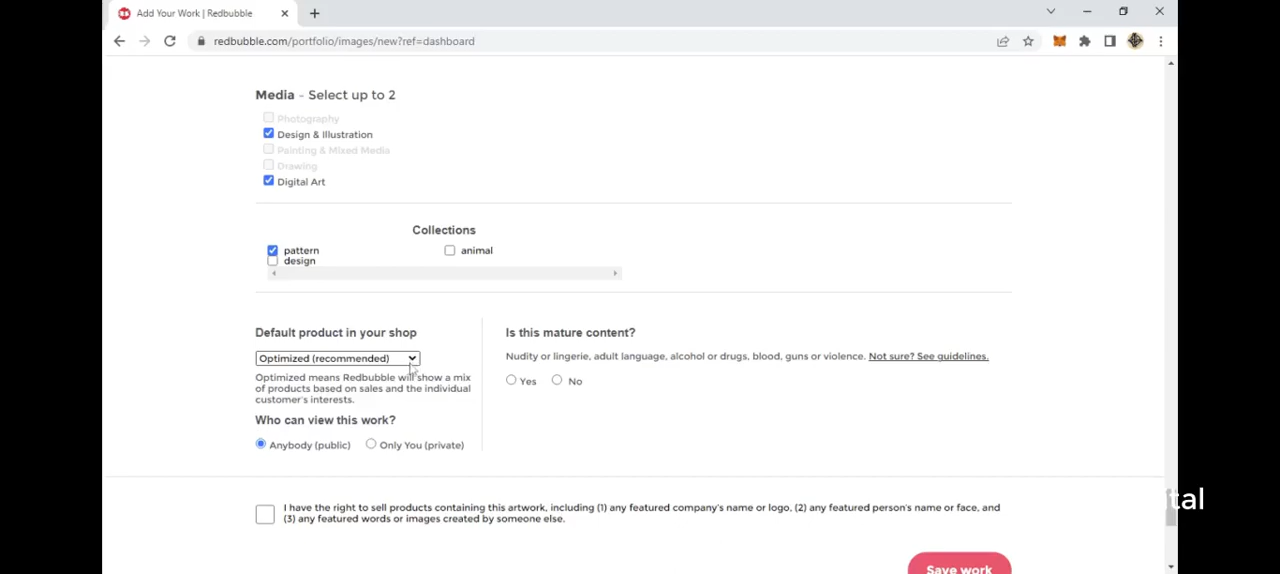 Add Your Work | Redbubble
redbubble.com/portfolio/images/new?ref=dashboard
Media - Select up to 2
Photography
Design & Illustration
Painting & Mixed Media
Drawing
Digital Art
Collections
pattern
animal
design
Default product in your shop
Optimized (recommended)
Optimized means Redbubble will show a mix
of products based on sales and the individual
customer's interests.
Who can view this work?
Anybody (public) Only You (private)
Is this mature content?
Nudity or lingerie, adult language, alcohol or drugs, blood, guns or violence. Not sure? See guidelines.
Yes No
I have the right to sell products containing this artwork, including (1) any featured company's name or logo, (2) any featured person's name or face, and
(3) any featured words or images created by someone else.
Save work